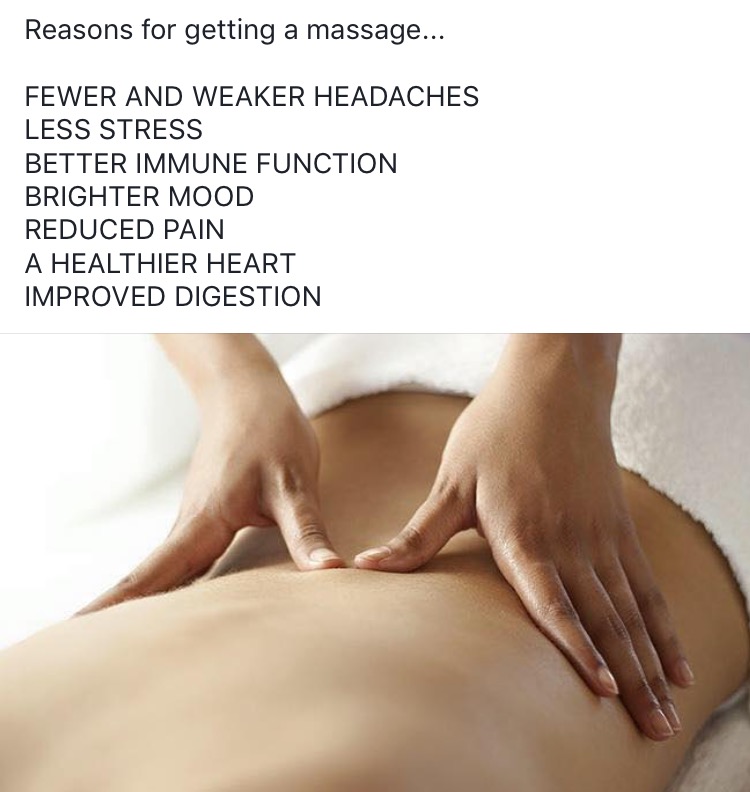 Reasons for getting a massage...
FEWER AND WEAKER HEADACHES
LESS STRESS
BETTER IMMUNE FUNCTION
BRIGHTER MOOD
REDUCED PAIN
A HEALTHIER HEART
IMPROVED DIGESTION